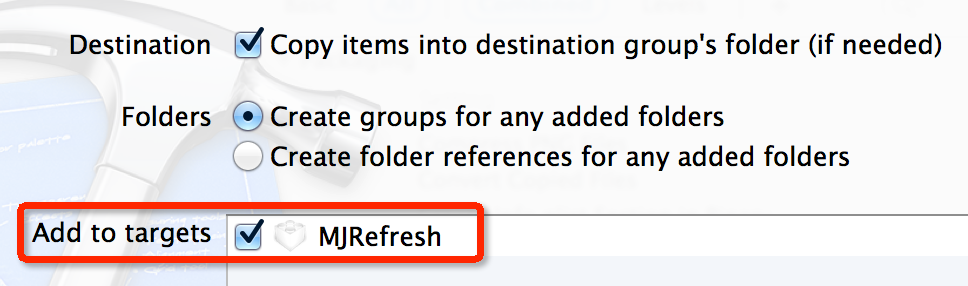 Destination Copy items into destination group's folder (if needed)
Folders Create groups for any added folders
Create folder references for any added folders
Add to targets MJRefresh